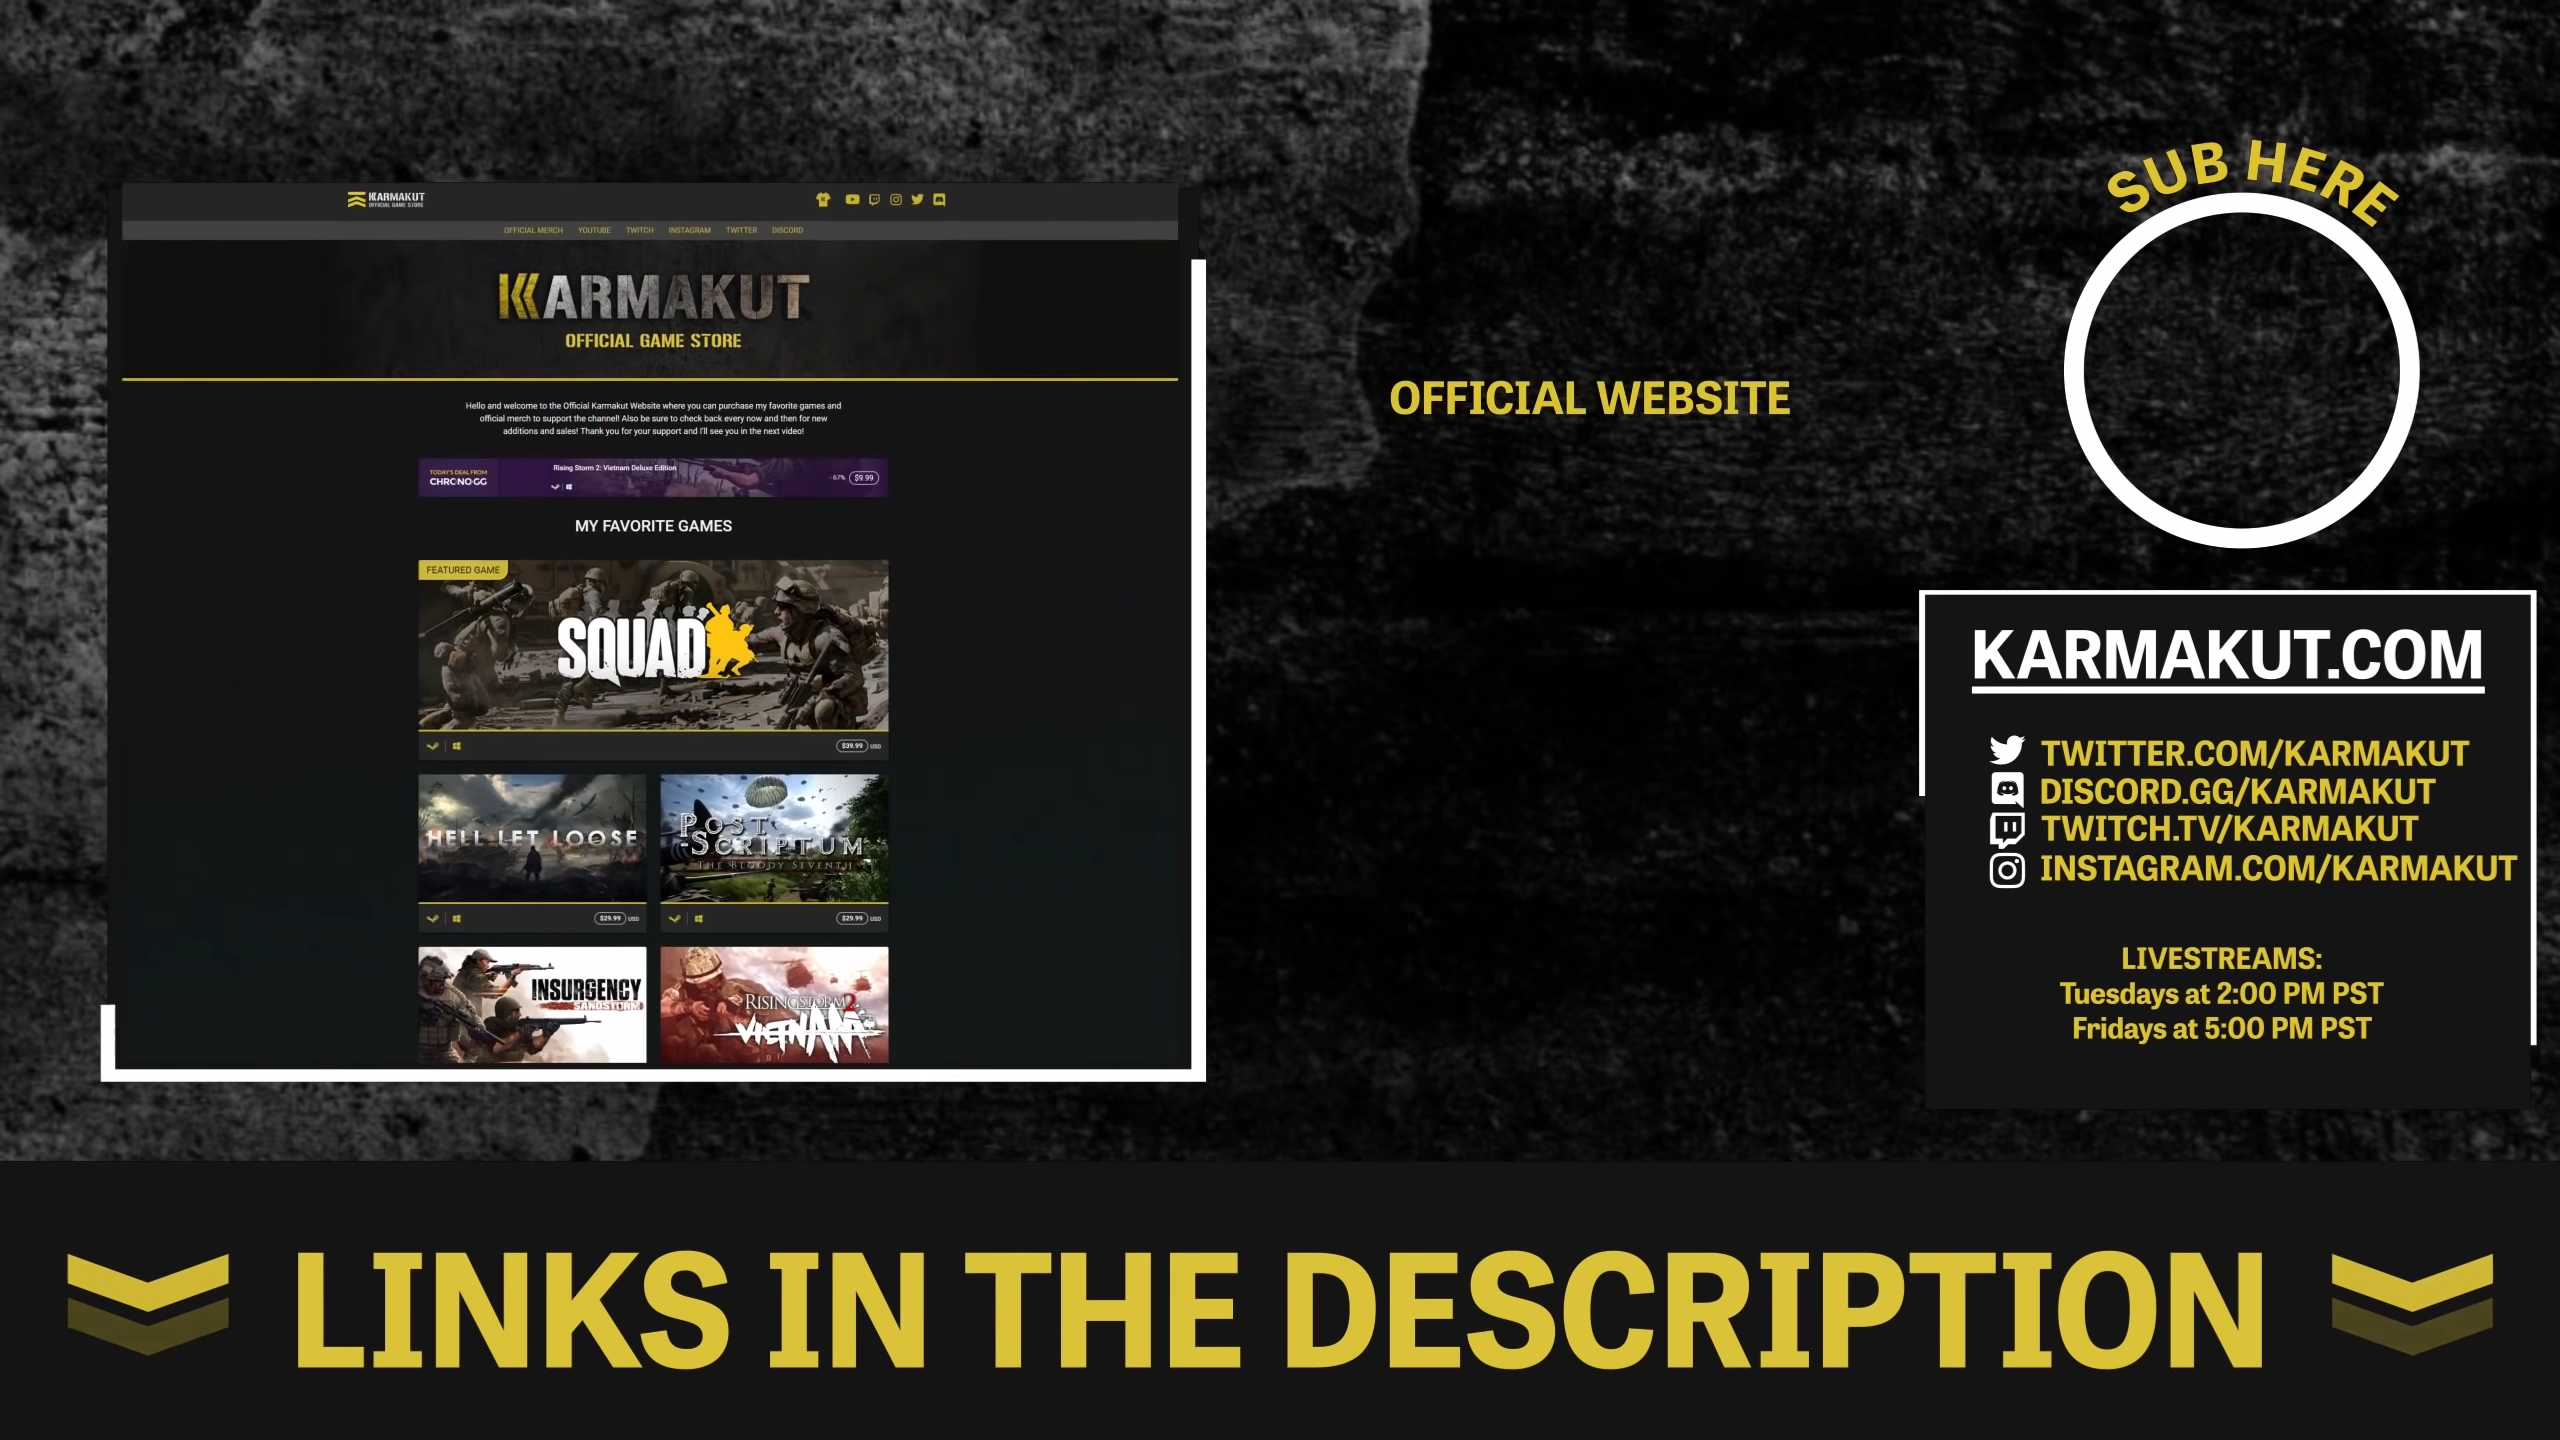 KARMAKUT
OFFICIAL GAME STORE
OFFICIAL MERCH YOUTUBE TWITCH INSTAGRAM TWITTER DISCORD
KARMAKUT
OFFICIAL GAME STORE
Hello and welcome to the Official Karmakut Website where you can purchase my favorite games and
official merch to support the channel! Also be sure to check back every now and then for new
additions and sales! Thank you for your support and I'll see you in the next video!
TODAY'S DEAL FROM
CHRONO.GG
Rising Storm 2: Vietnam Deluxe Edition
-67% $9.99
MY FAVORITE GAMES
FEATURED GAME
SQUAD
$39.99 USD
HELL LET LOOSE
$29.99 USD
POST
SCRIPTUM
THE BLOODY SEVENTH
$29.99 USD
INSURGENCY
SANDSTORM
RISING STORM 2
VIETNAM
OFFICIAL WEBSITE
SUB HERE
KARMAKUT.COM
TWITTER.COM/KARMAKUT
DISCORD.GG/KARMAKUT
TWITCH.TV/KARMAKUT
INSTAGRAM.COM/KARMAKUT
LIVESTREAMS:
Tuesdays at 2:00 PM PST
Fridays at 5:00 PM PST
LINKS IN THE DESCRIPTION